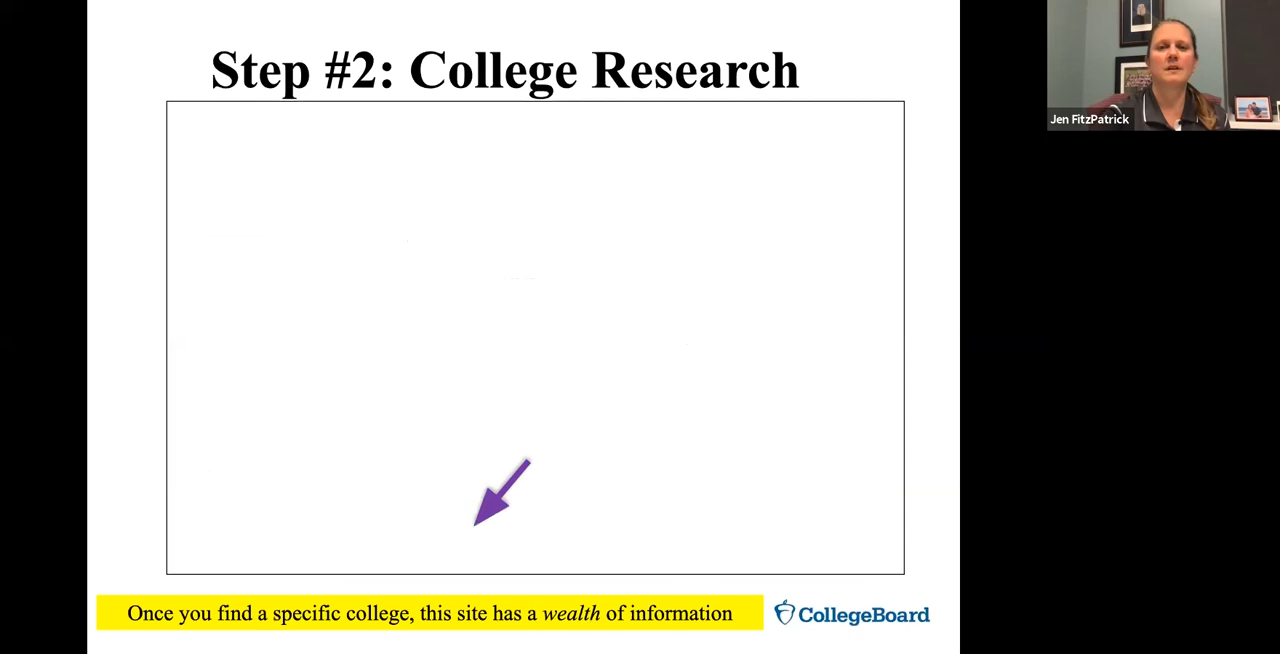 Step #2: College Research
Jen FitzPatrick
Once you find a specific college, this site has a wealth of information
CollegeBoard